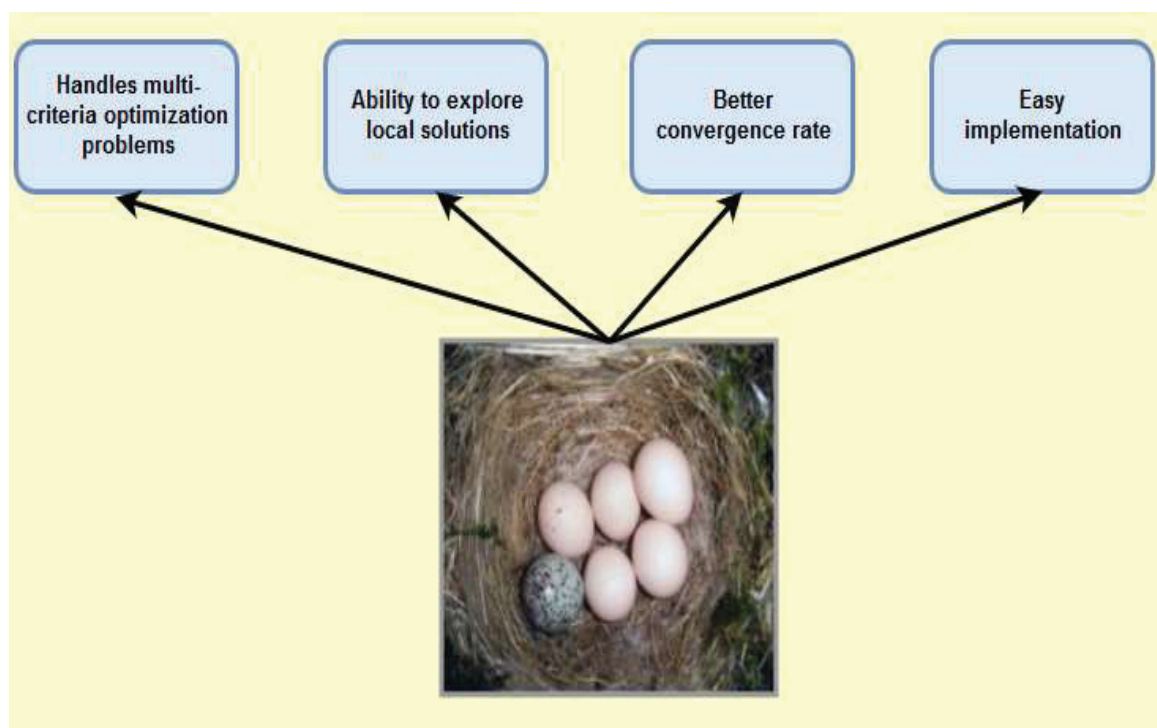 Handles multi-
criteria optimization
problems
Ability to explore
local solutions
Better
convergence rate
Easy
implementation